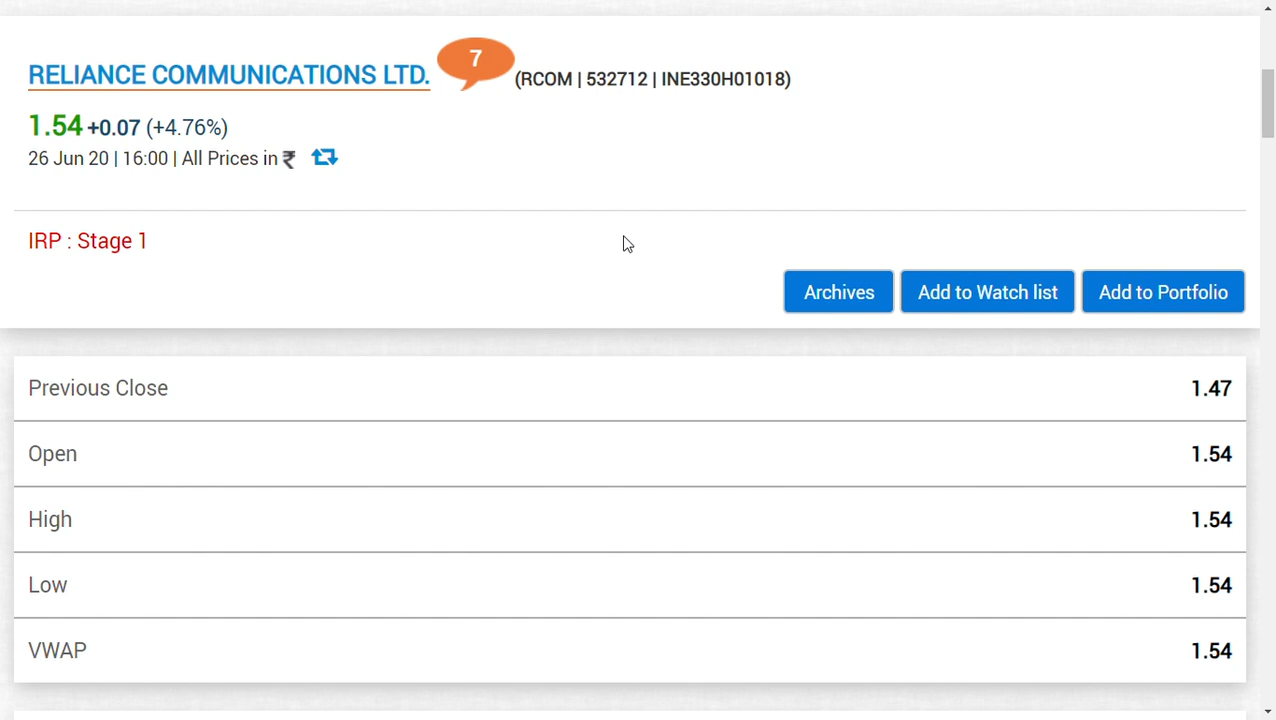 RELIANCE COMMUNICATIONS LTD. 7 (RCOM | 532712 | INE330H01018)
1.54 +0.07 (+4.76%)
26 Jun 20 | 16:00 | All Prices in ₹
IRP : Stage 1
Archives Add to Watch list Add to Portfolio
Previous Close 1.47
Open 1.54
High 1.54
Low 1.54
VWAP 1.54